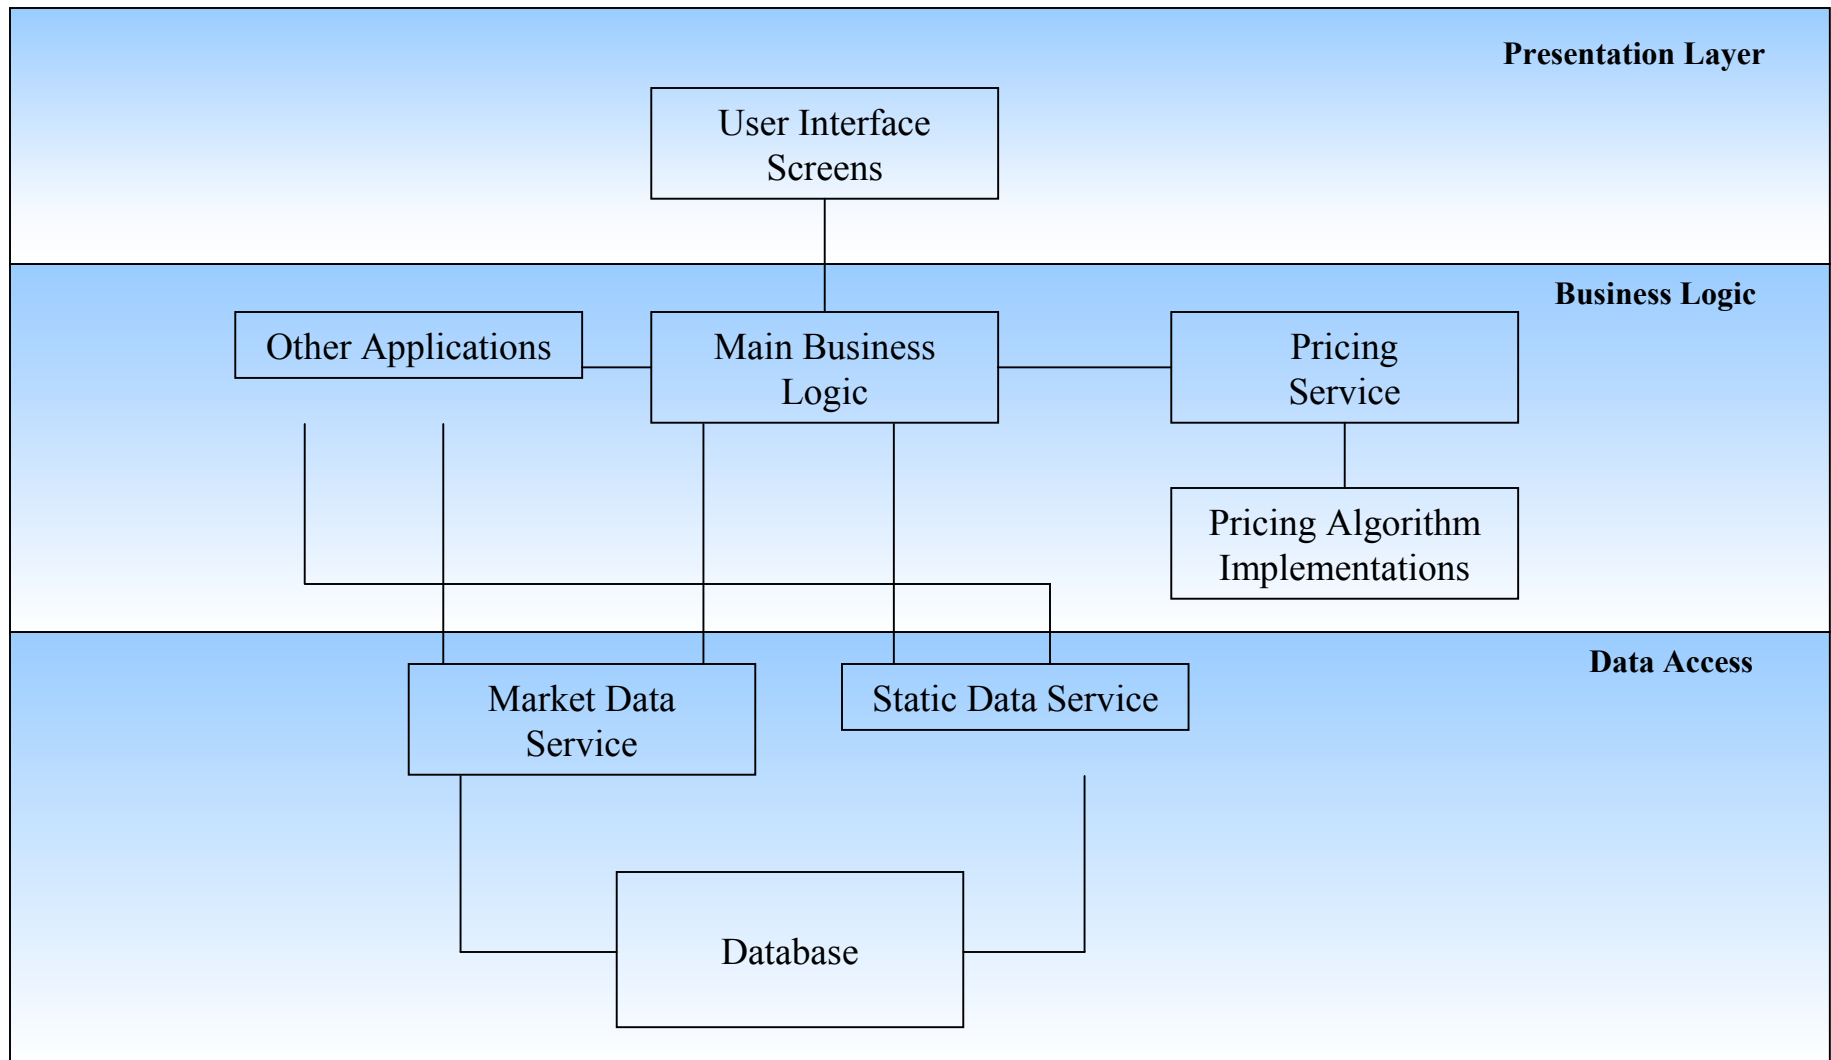 Presentation Layer
User Interface
Screens
Business Logic
Other Applications
Main Business
Logic
Pricing
Service
Pricing Algorithm
Implementations
Data Access
Market Data
Service
Static Data Service
Database